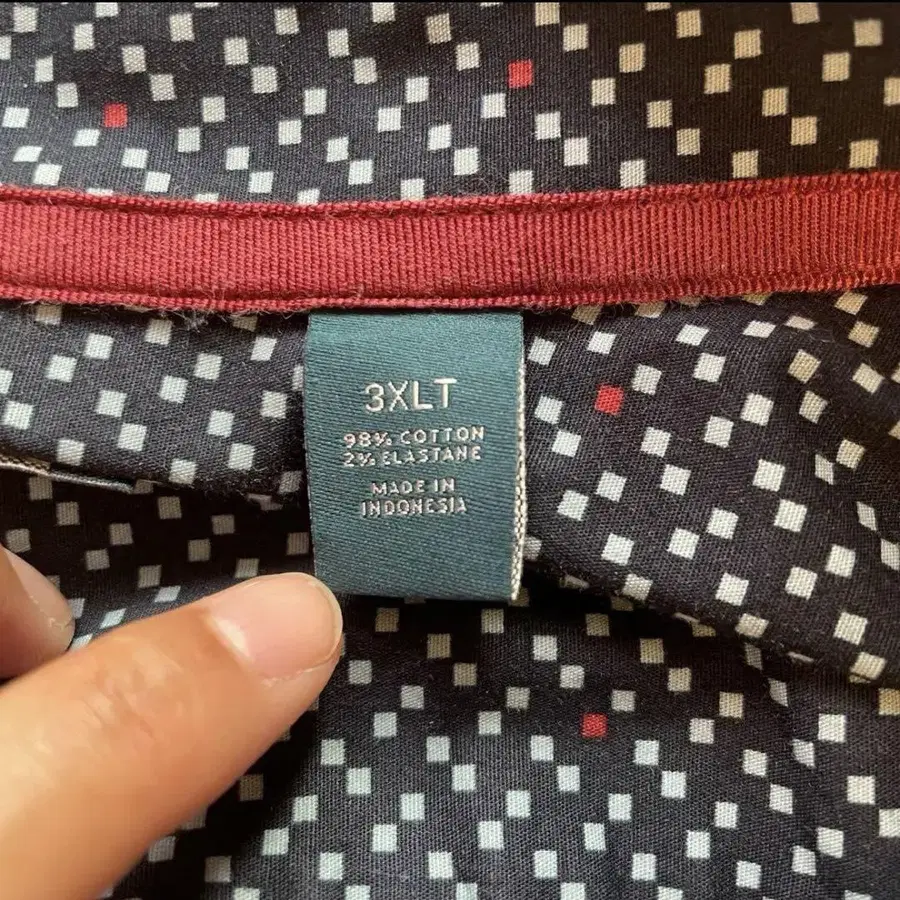 3XLT
98% COTTON
2% ELASTANE
MADE IN
INDONESIA